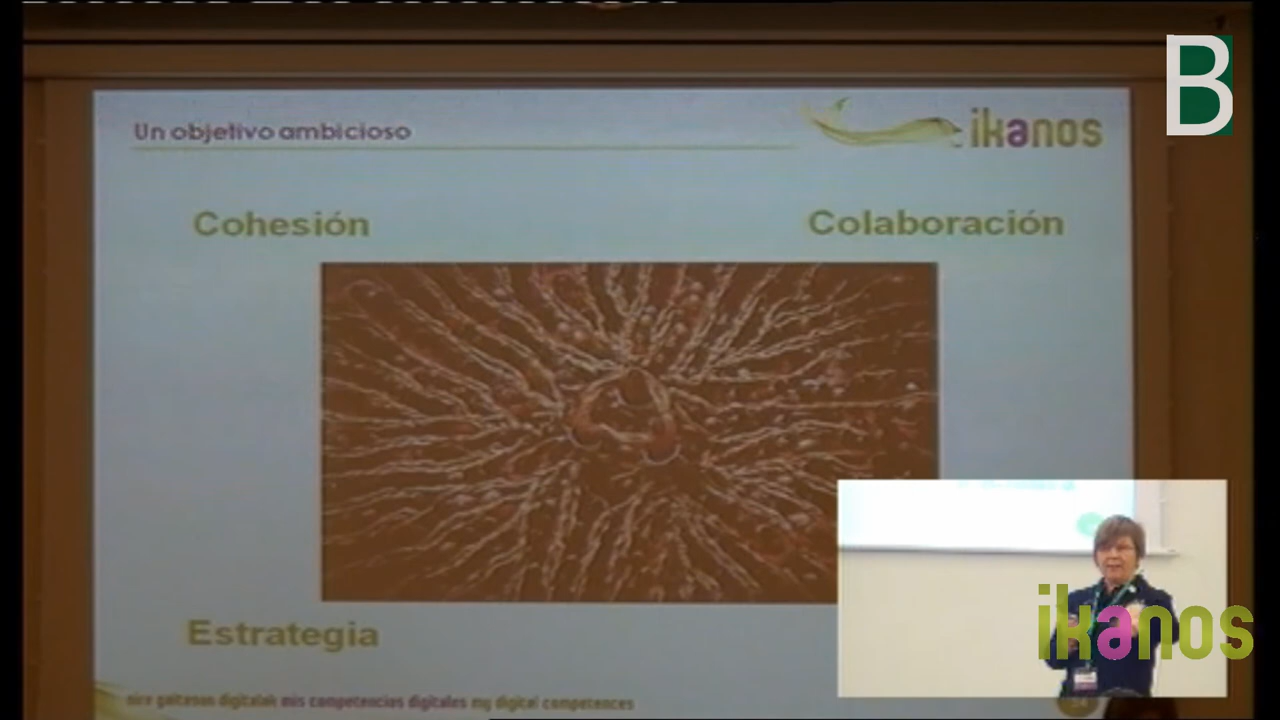 B
Un objetivo ambicioso
ikanos
Cohesión
Colaboración
Estrategia
ikanos
nire gaitasun digitalak mis competencias digitales my digital competences